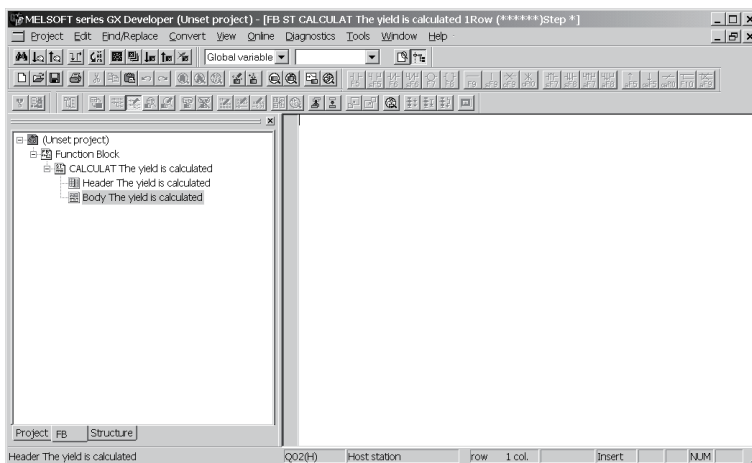 MELSOFT series GX Developer (Unset project) - [FB ST CALCULAT The yield is calculated 1Row (******)Step *]
Project Edit Find/Replace Convert View Online Diagnostics Tools Window Help
Global variable
(Unset project)
Function Block
CALCULAT The yield is calculated
Header The yield is calculated
Body The yield is calculated
Project FB Structure
Header The yield is calculated Q02(H) Host station row 1 col. Insert NUM